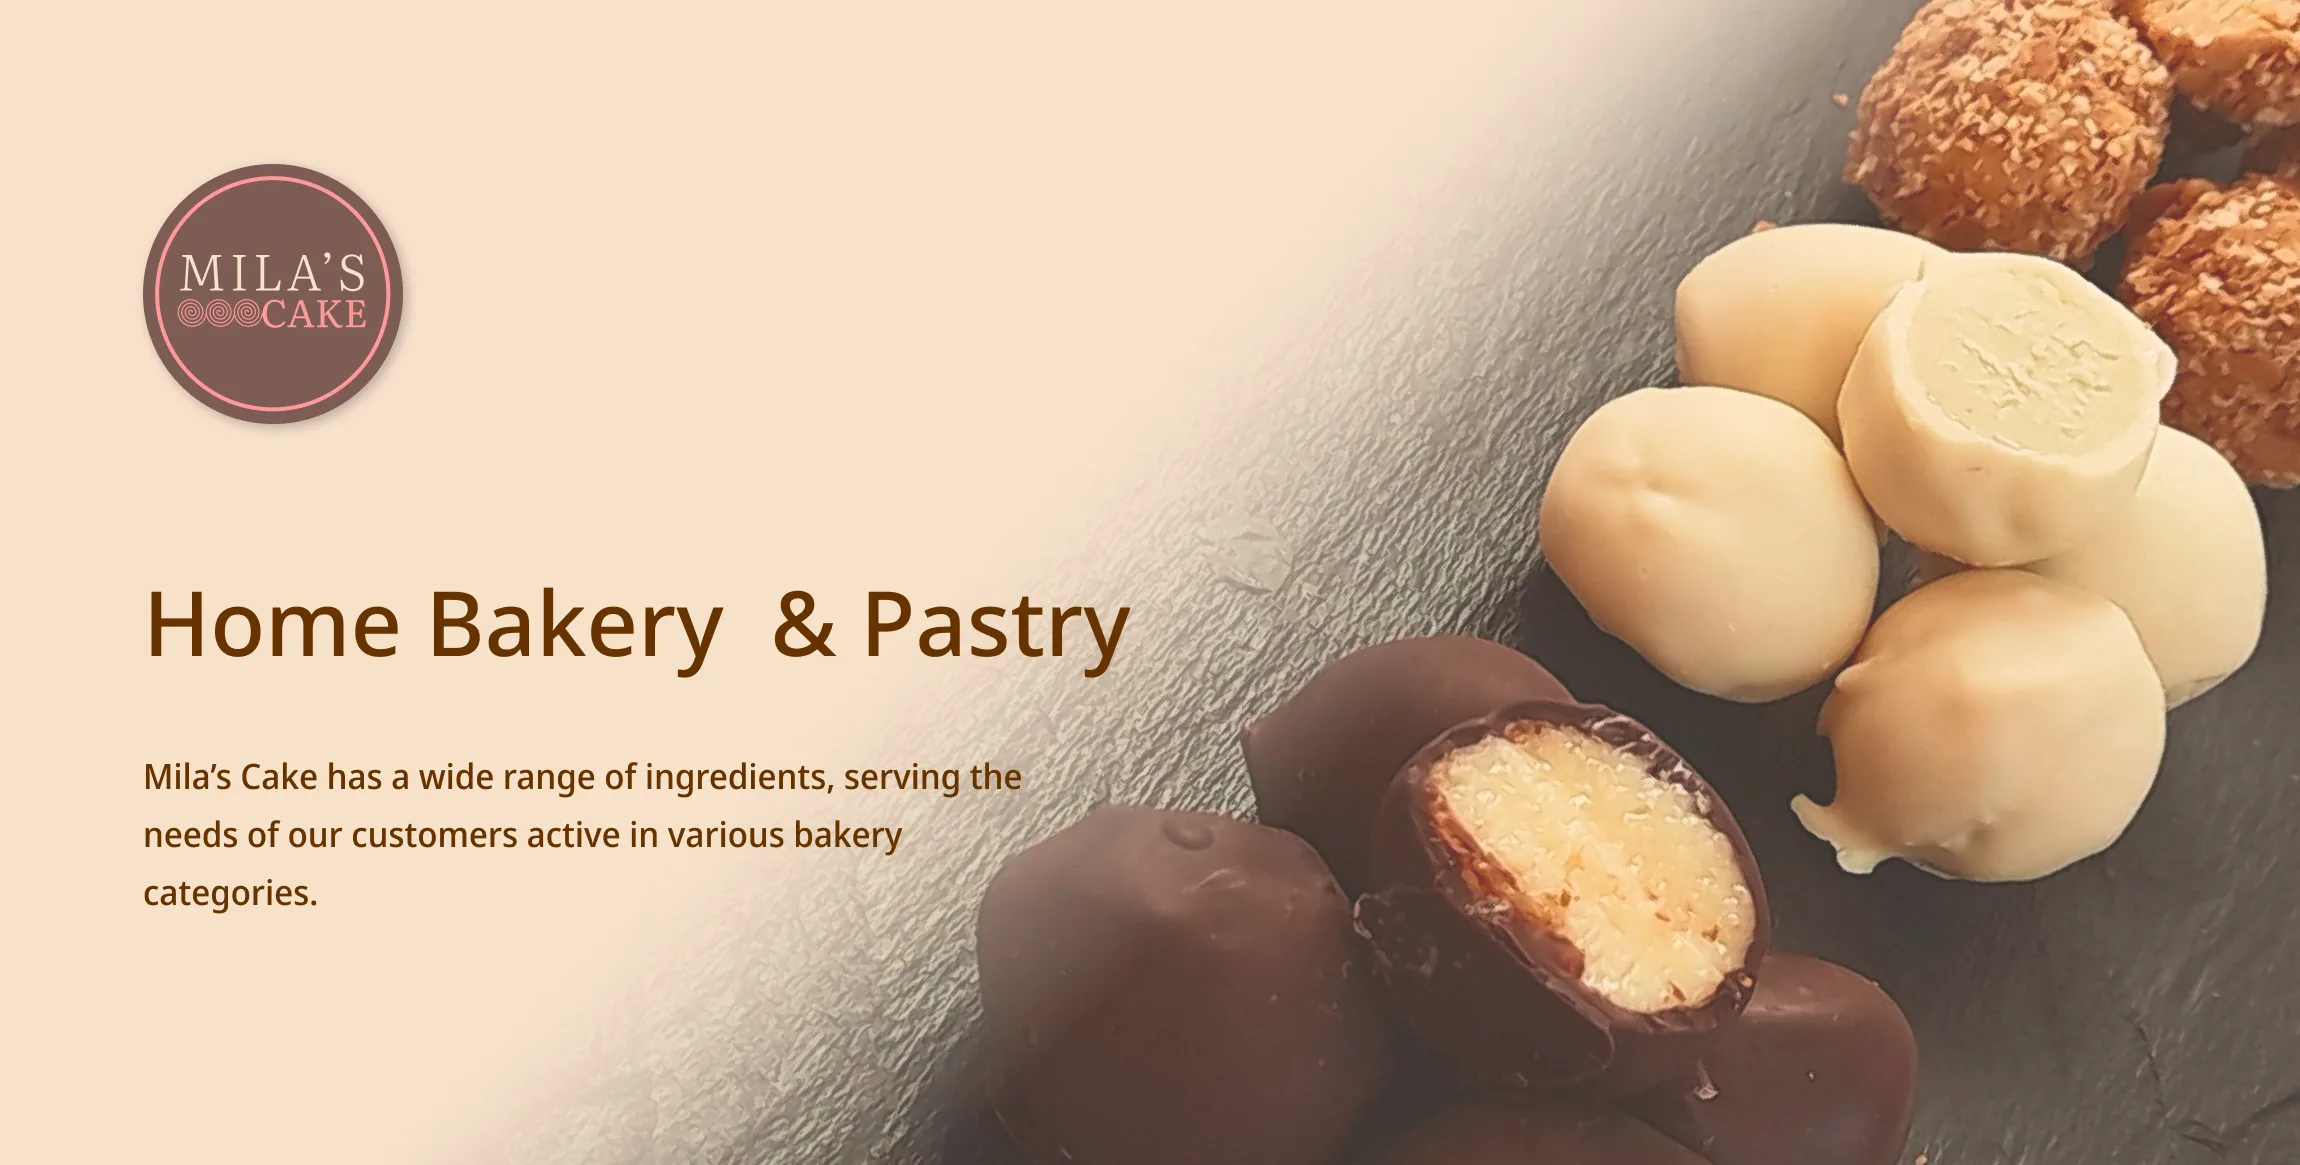 MILA’S
CAKE
Home Bakery  & Pastry
Mila’s Cake has a wide range of ingredients, serving the
needs of our customers active in various bakery
categories.